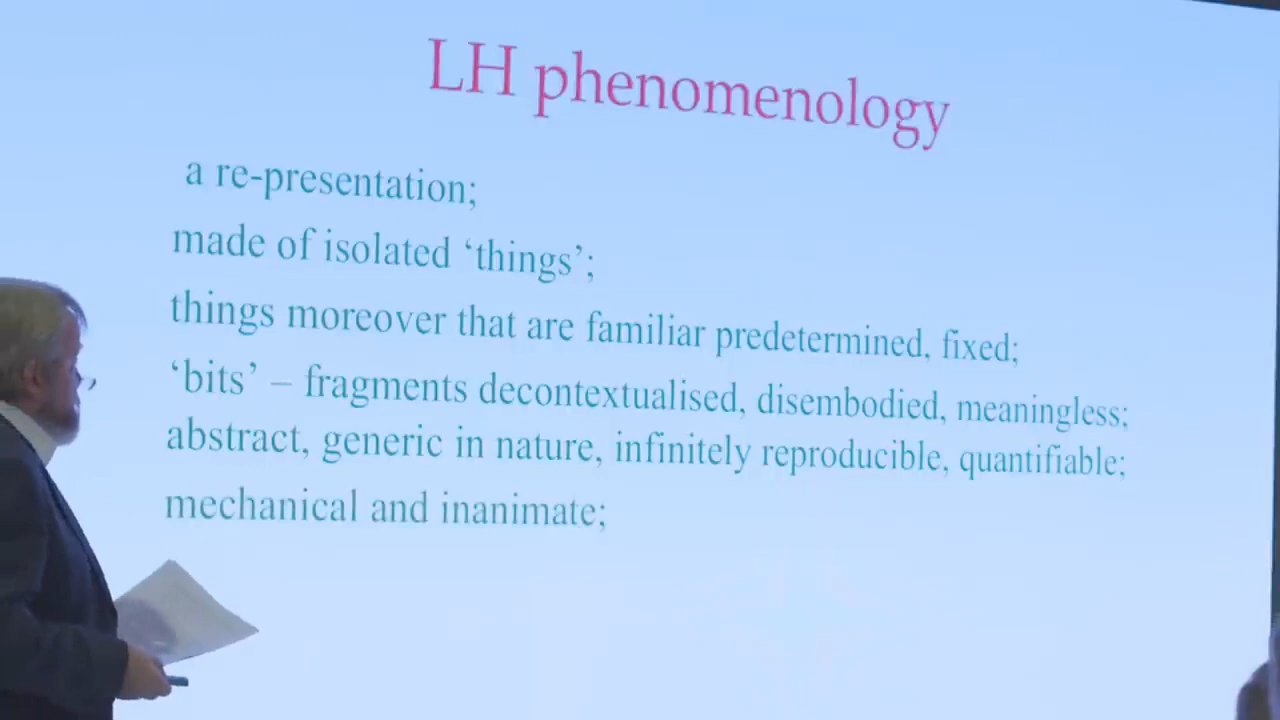 LH phenomenology
a re-presentation;
made of isolated ‘things’;
things moreover that are familiar predetermined, fixed;
‘bits’ – fragments decontextualised, disembodied, meaningless;
abstract, generic in nature, infinitely reproducible, quantifiable;
mechanical and inanimate;